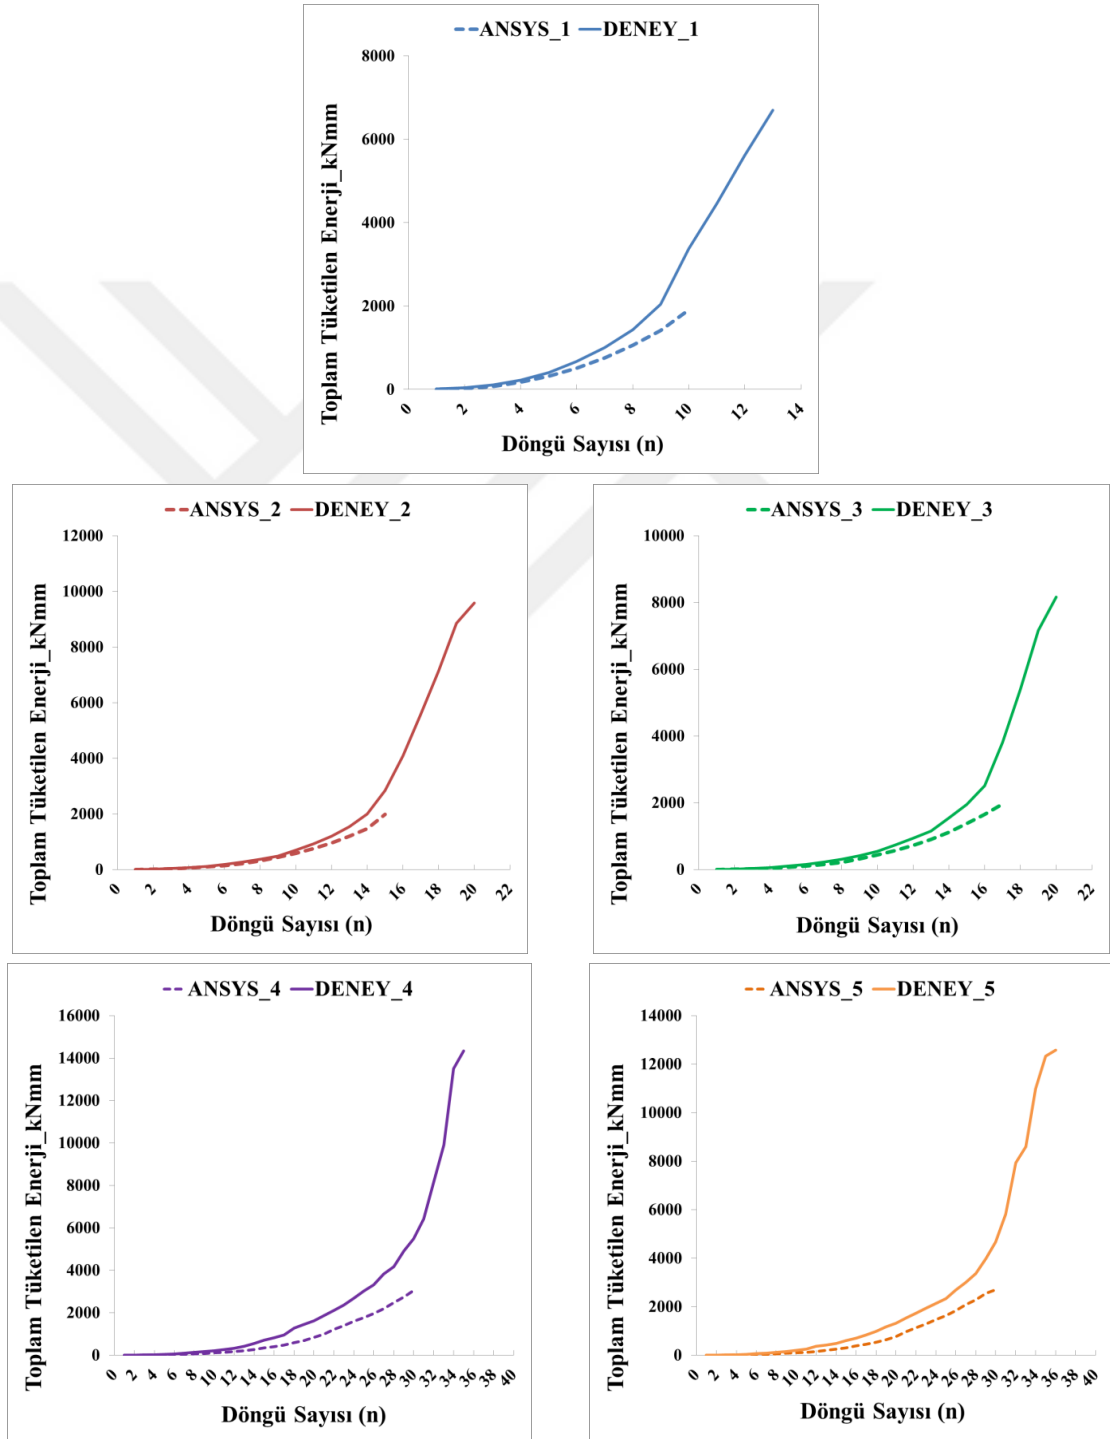 ANSYS_1 DENEY_1
8000
6000
4000
2000
0
0 2 4 6 8 10 12 14
Toplam Tüketilen Enerji_kNmm
Döngü Sayısı (n)
ANSYS_2 DENEY_2
12000
10000
8000
6000
4000
2000
0
0 2 4 6 8 10 12 14 16 18 20 22
Toplam Tüketilen Enerji_kNmm
Döngü Sayısı (n)
ANSYS_3 DENEY_3
10000
8000
6000
4000
2000
0
0 2 4 6 8 10 12 14 16 18 20 22
Toplam Tüketilen Enerji_kNmm
Döngü Sayısı (n)
ANSYS_4 DENEY_4
16000
14000
12000
10000
8000
6000
4000
2000
0
0 2 4 6 8 10 12 14 16 18 20 22 24 26 28 30 32 34 36 38 40
Toplam Tüketilen Enerji_kNmm
Döngü Sayısı (n)
ANSYS_5 DENEY_5
14000
12000
10000
8000
6000
4000
2000
0
0 2 4 6 8 10 12 14 16 18 20 22 24 26 28 30 32 34 36 38 40
Toplam Tüketilen Enerji_kNmm
Döngü Sayısı (n)